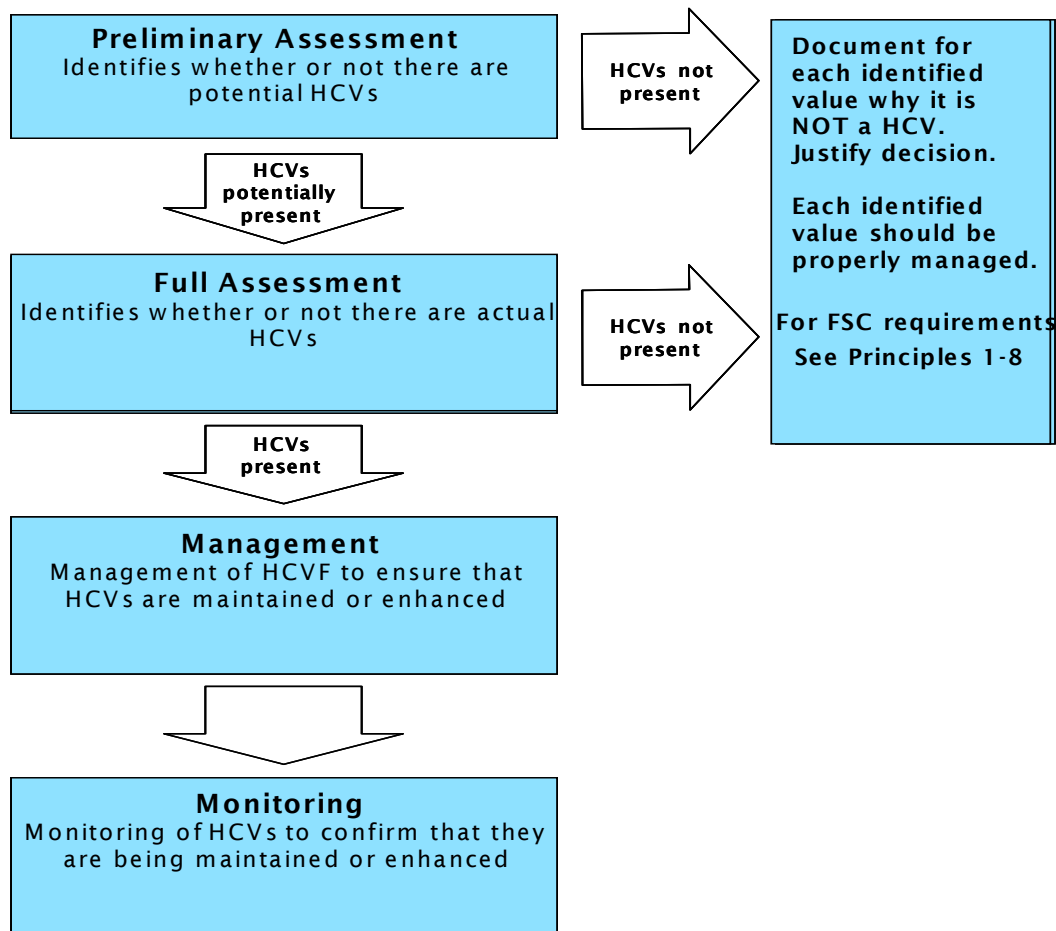 Preliminary Assessment
Identifies whether or not there are
potential HCVs
HCVs not
present
Document for
each identified
value why it is
NOT a HCV.
Justify decision.
Each identified
value should be
properly managed.
For FSC requirements
See Principles 1-8
HCVs
potentially
present
Full Assessment
Identifies whether or not there are actual
HCVs
HCVs not
present
HCVs
present
Management
Management of HCVF to ensure that
HCVs are maintained or enhanced
Monitoring
Monitoring of HCVs to confirm that they
are being maintained or enhanced